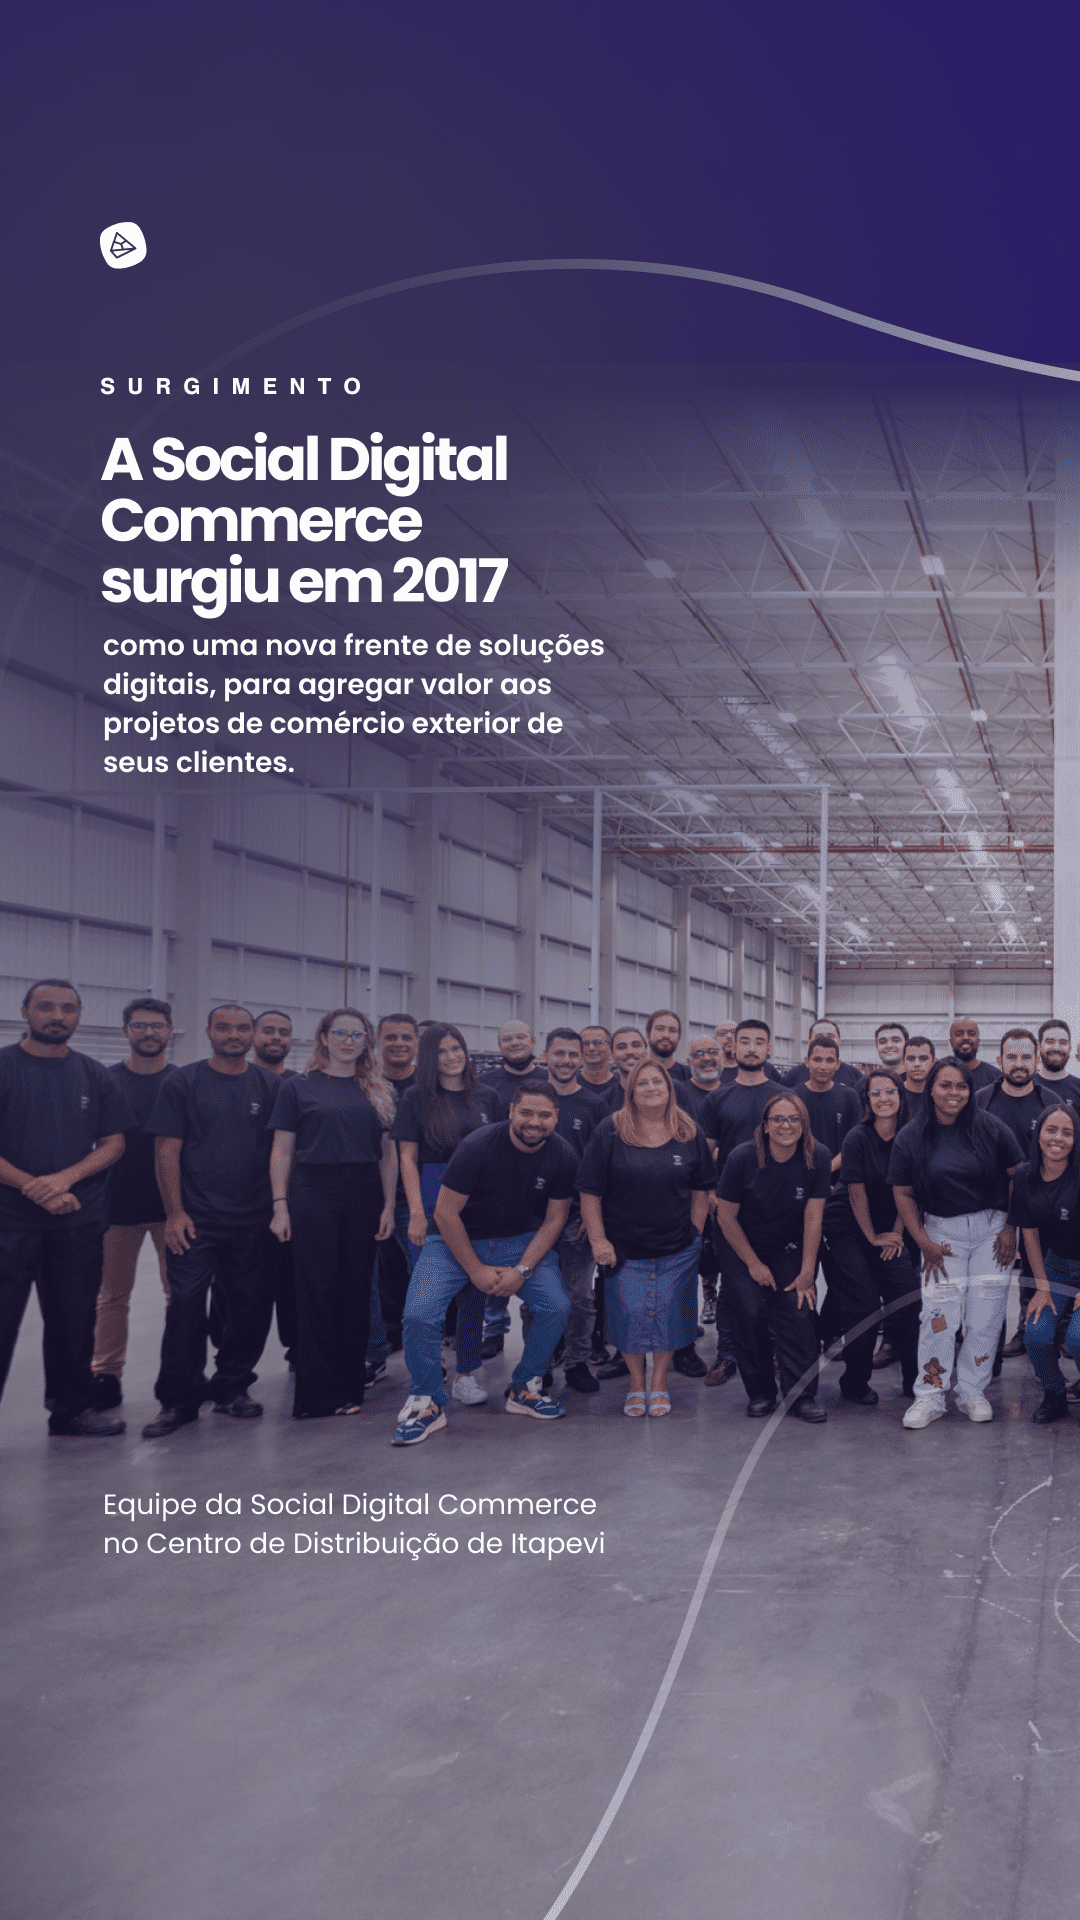 SURGIMENTO
A Social Digital
Commerce
surgiu em 2017
como uma nova frente de soluções
digitais, para agregar valor aos
projetos de comércio exterior de
seus clientes.
Equipe da Social Digital Commerce
no Centro de Distribuição de Itapevi